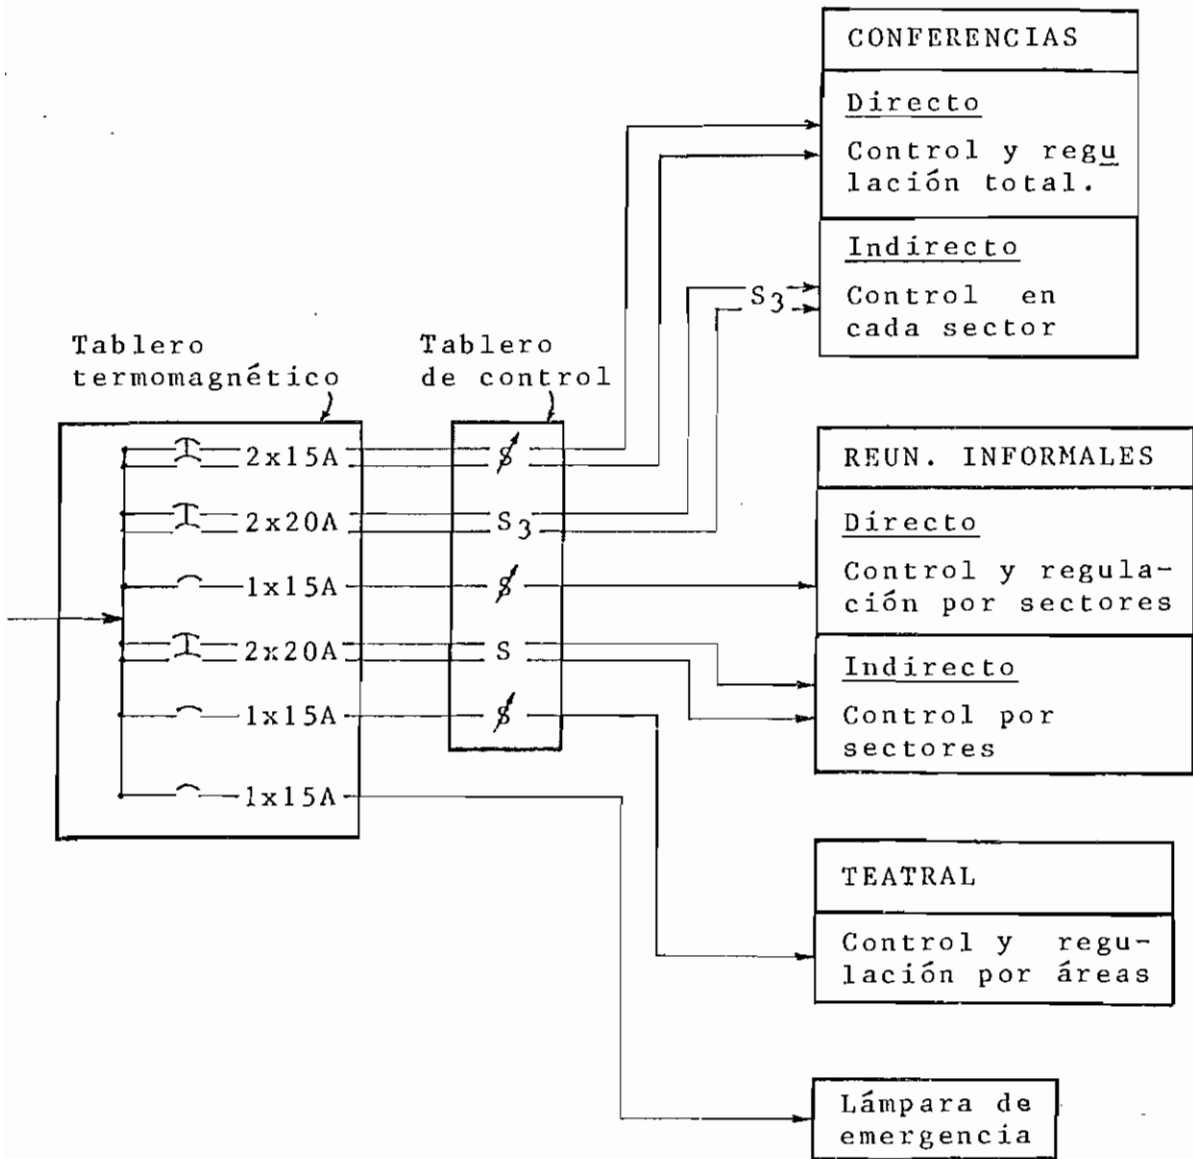 CONFERENCIAS
Directo
Control y regu
lación total.
Indirecto
Control en
cada sector
S3
Tablero
termomagnético
Tablero
de control
2x15A
S
2x20A
S3
1x15A
S
2x20A
S
1x15A
S
1x15A
REUN. INFORMALES
Directo
Control y regula-
ción por sectores
Indirecto
Control por
sectores
TEATRAL
Control y regu-
lación por áreas
Lámpara de
emergencia